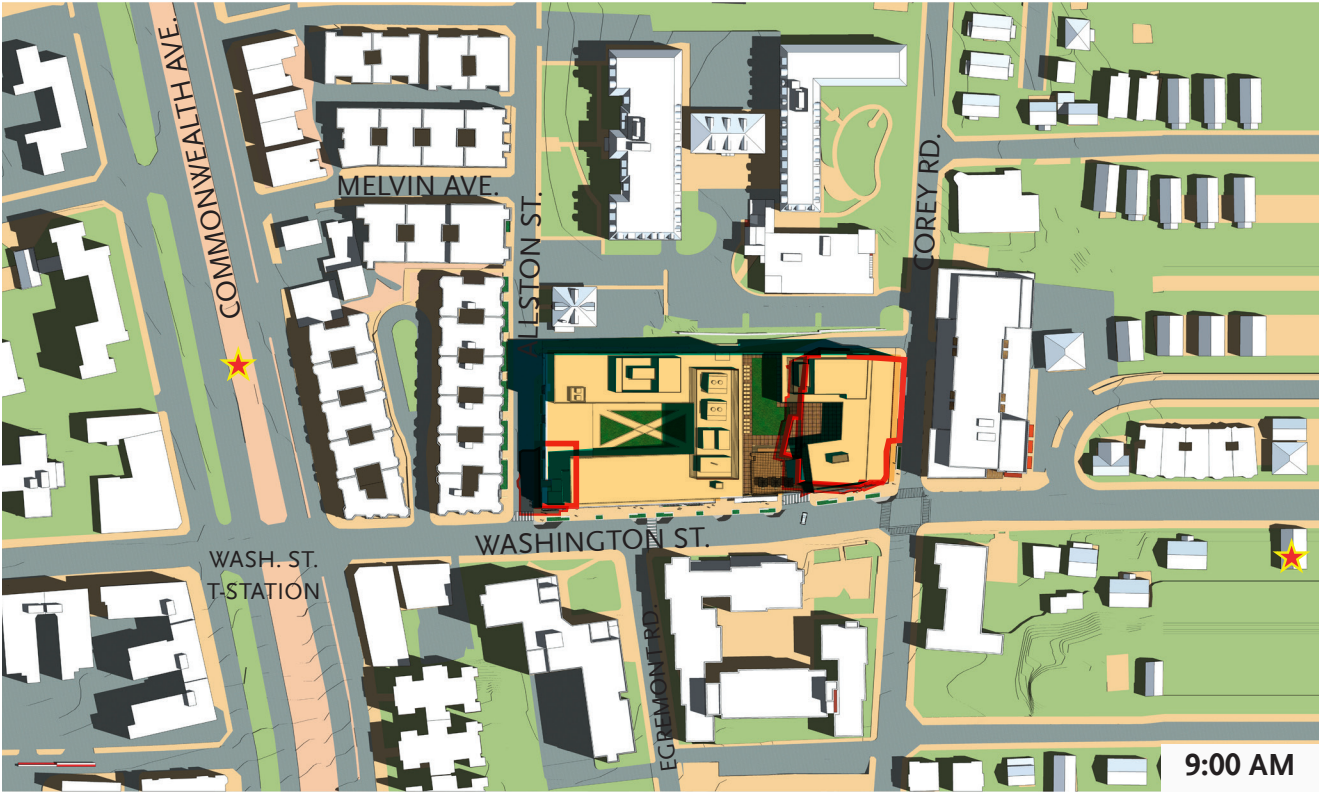 COMMONWEALTH AVE.
MELVIN AVE.
ALLSTON ST.
COREY RD.
WASHINGTON ST.
WASH. ST.
T-STATION
EGREMONT RD.
9:00 AM